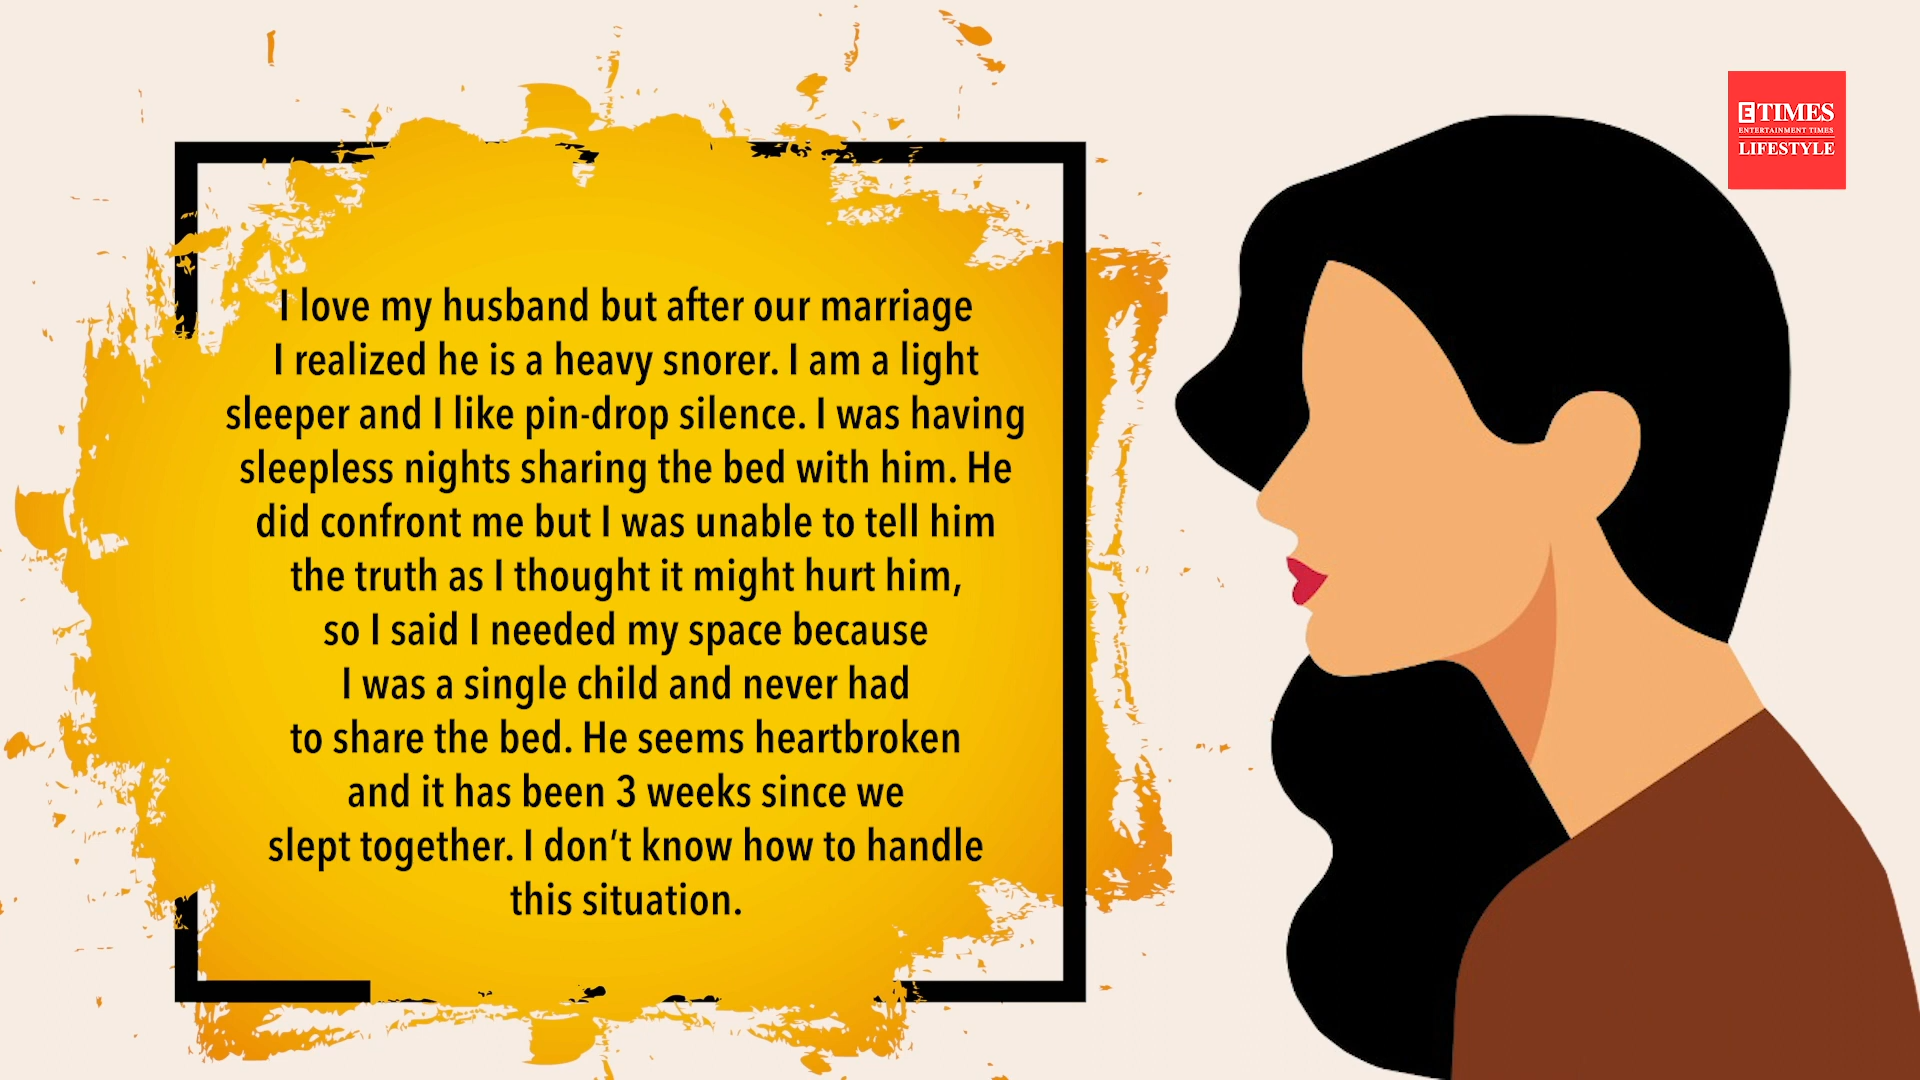 I love my husband but after our marriage
I realized he is a heavy snorer. I am a light
sleeper and I like pin-drop silence. I was having
sleepless nights sharing the bed with him. He
did confront me but I was unable to tell him
the truth as I thought it might hurt him,
so I said I needed my space because
I was a single child and never had
to share the bed. He seems heartbroken
and it has been 3 weeks since we
slept together. I don’t know how to handle
this situation.
ETIMES
ENTERTAINMENT TIMES
LIFESTYLE